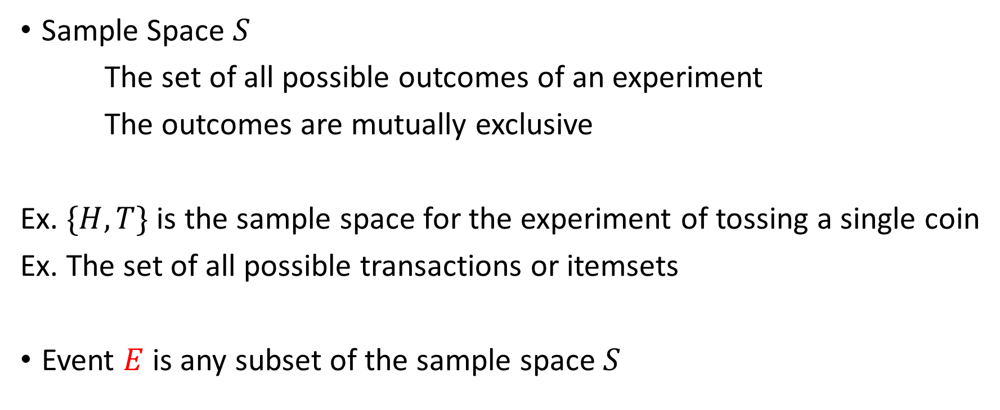 • Sample Space S
The set of all possible outcomes of an experiment
The outcomes are mutually exclusive
Ex. {H, T} is the sample space for the experiment of tossing a single coin
Ex. The set of all possible transactions or itemsets
• Event E is any subset of the sample space S